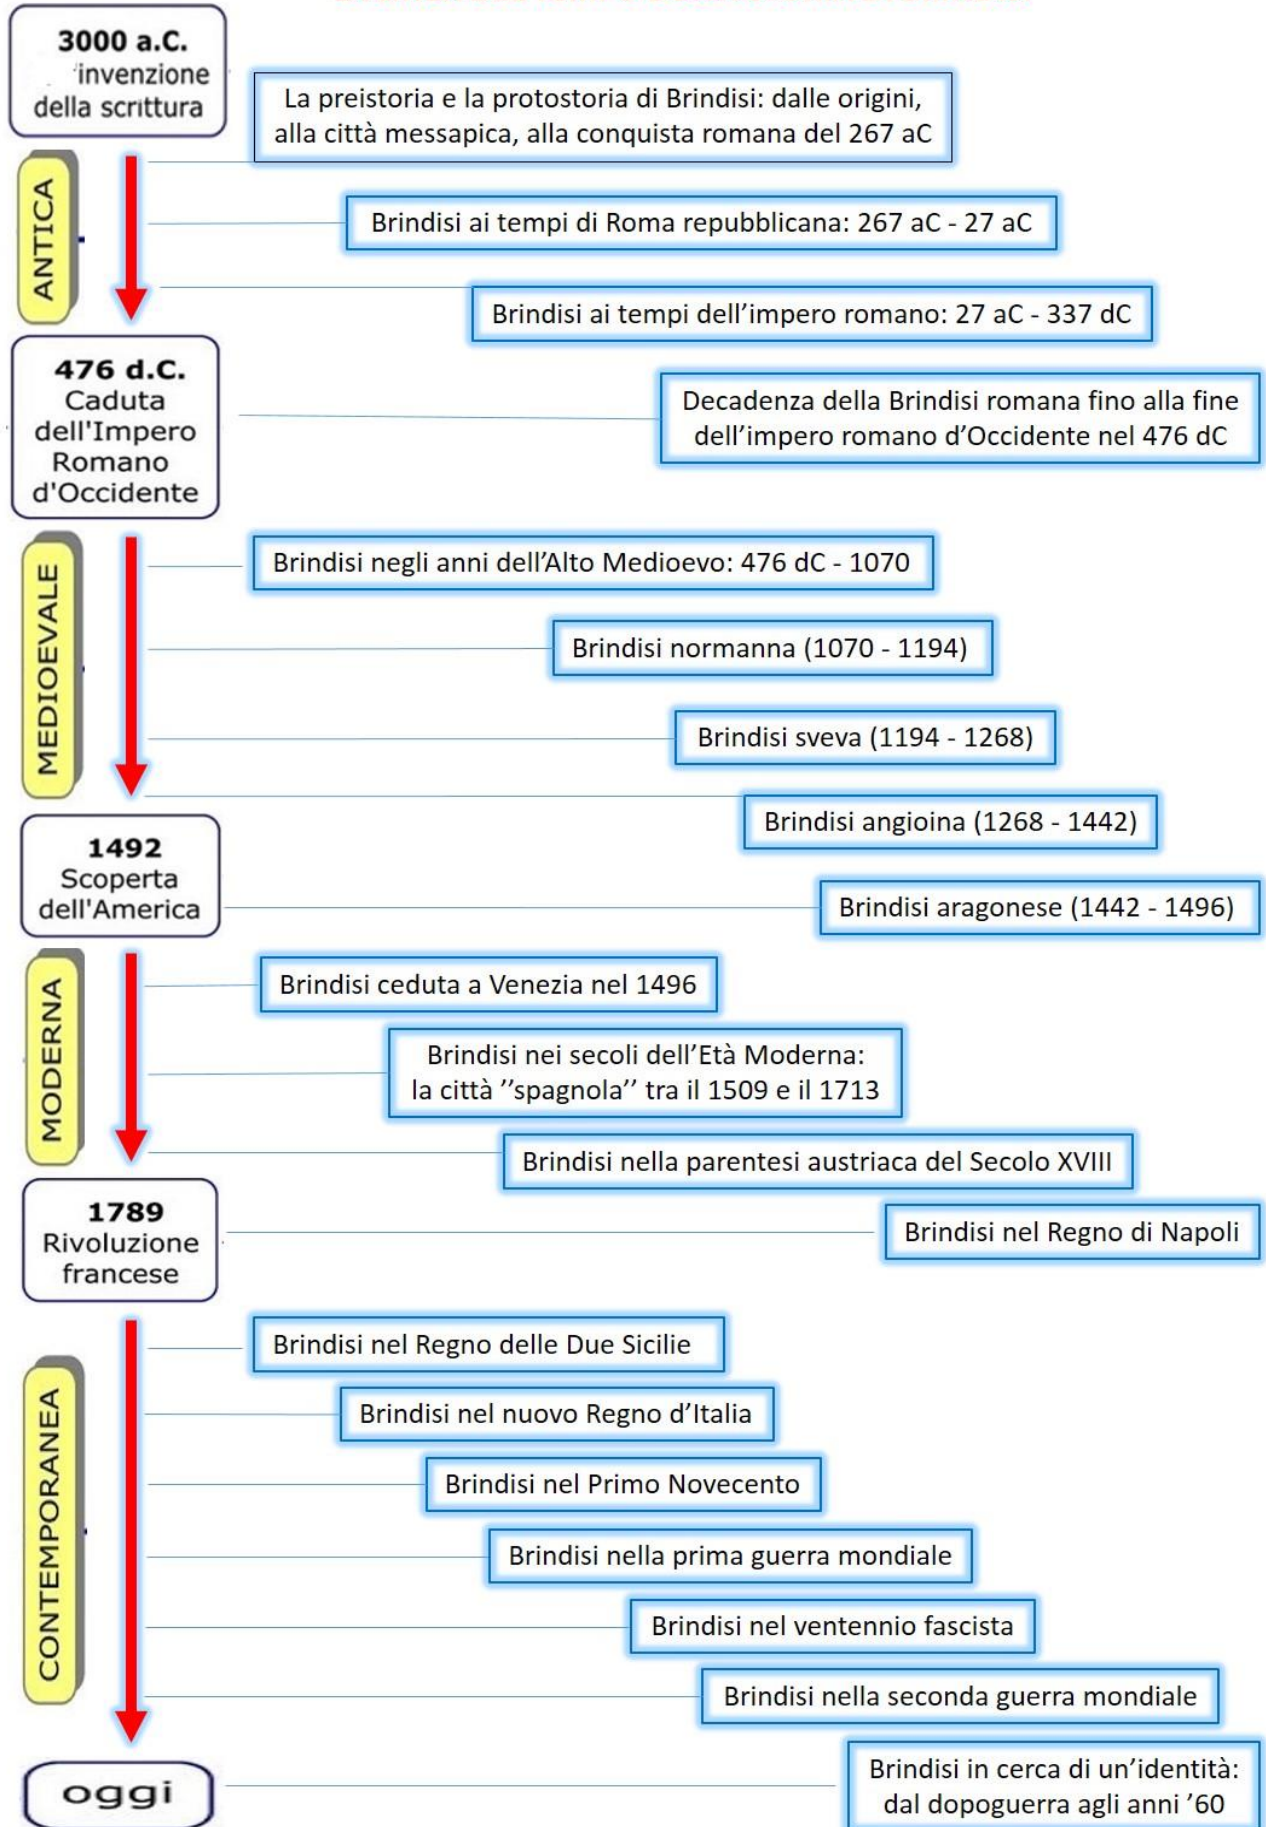 3000 a.C.
invenzione
della scrittura
La preistoria e la protostoria di Brindisi: dalle origini,
alla città messapica, alla conquista romana del 267 aC
ANTICA
Brindisi ai tempi di Roma repubblicana: 267 aC - 27 aC
Brindisi ai tempi dell’impero romano: 27 aC - 337 dC
476 d.C.
Caduta
dell'Impero
Romano
d'Occidente
Decadenza della Brindisi romana fino alla fine
dell’impero romano d’Occidente nel 476 dC
MEDIOEVALE
Brindisi negli anni dell’Alto Medioevo: 476 dC - 1070
Brindisi normanna (1070 - 1194)
Brindisi sveva (1194 - 1268)
Brindisi angioina (1268 - 1442)
1492
Scoperta
dell'America
Brindisi aragonese (1442 - 1496)
MODERNA
Brindisi ceduta a Venezia nel 1496
Brindisi nei secoli dell’Età Moderna:
la città ’’spagnola’’ tra il 1509 e il 1713
Brindisi nella parentesi austriaca del Secolo XVIII
1789
Rivoluzione
francese
Brindisi nel Regno di Napoli
CONTEMPORANEA
Brindisi nel Regno delle Due Sicilie
Brindisi nel nuovo Regno d’Italia
Brindisi nel Primo Novecento
Brindisi nella prima guerra mondiale
Brindisi nel ventennio fascista
Brindisi nella seconda guerra mondiale
oggi
Brindisi in cerca di un’identità:
dal dopoguerra agli anni ’60